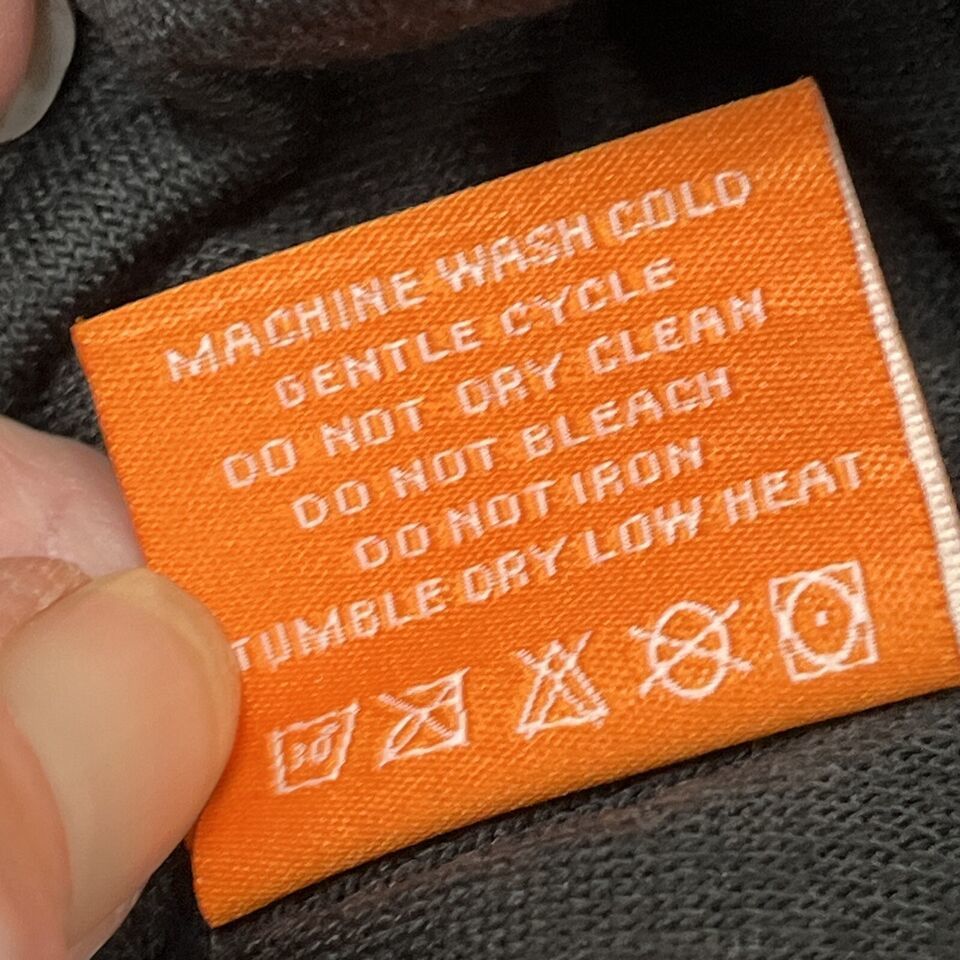 MACHINE WASH COLD
GENTLE CYCLE
DO NOT DRY CLEAN
DO NOT BLEACH
DO NOT IRON
TUMBLE DRY LOW HEAT
30°